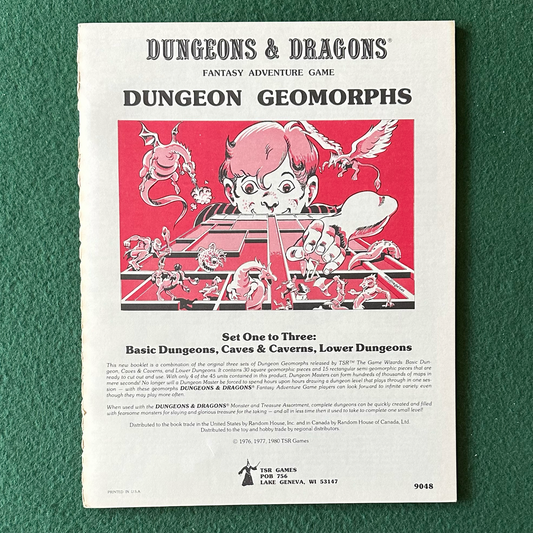 DUNGEONS & DRAGONS®
FANTASY ADVENTURE GAME
DUNGEON GEOMORPHS
Set One to Three:
Basic Dungeons, Caves & Caverns, Lower Dungeons
This new booklet is a combination of the original three sets of Dungeon Geomorphs released by TSR™ The Game Wizards: Basic Dun-
geon, Caves & Caverns, and Lower Dungeons. It contains 30 square geomorphic pieces and 15 rectangular semi-geomorphic pieces that are
ready to cut out and use. With only 4 of the 45 units contained in this product, Dungeon Masters can form hundreds of thousands of maps in
mere seconds! No longer will a Dungeon Master be forced to spend hours upon hours drawing a dungeon level that plays through in one ses-
sion — with these geomorphs DUNGEONS & DRAGONS® Fantasy Adventure Game players can look forward to infinite variety even
though they may play more often.
When used with the DUNGEONS & DRAGONS® Monster and Treasure Assortment, complete dungeons can be quickly created and filled
with fearsome monsters for slaying and glorious treasure for the taking — and all in less time then it used to take to complete one small level!
Distributed to the book trade in the United States by Random House, Inc. and in Canada by Random House of Canada, Ltd.
Distributed to the toy and hobby trade by regional distributors.
© 1976, 1977, 1980 TSR Games
TSR GAMES
POB 756
LAKE GENEVA, WI 53147
PRINTED IN U.S.A.
9048